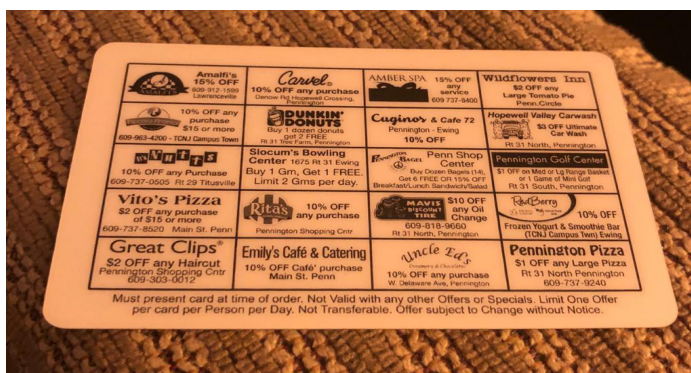 AMALFI'S
Amalfi's
15% OFF
609-912-1599
Lawrenceville
Carvel®
10% OFF any purchase
Denow Rd Hopewell Crossing,
Pennington
AMBER SPA
15% OFF
any
service
609 737-8400
Wildflowers Inn
$2 OFF any
Large Tomato Pie
Penn.Circle
10% OFF any
purchase
$15 or more
609-963-4200 - TCNJ Campus Town
DUNKIN'
DONUTS
Buy 1 dozen donuts
get 2 FREE
Rt 31 Tree Farm, Pennington
Cugino's & Cafe 72
Pennington - Ewing
10% OFF
Hopewell Valley Carwash
$3 OFF Ultimate
Car Wash
Rt 31 North, Pennington
NUTTS
10% OFF any Purchase
609-737-0505 Rt 29 Titusville
Slocum's Bowling
Center 1675 Rt 31 Ewing
Buy 1 Gm, Get 1 FREE.
Limit 2 Gms per day.
PENNINGTON
BAGEL
Penn Shop
Center
Buy Dozen Bagels (14),
Get 6 FREE OR 15% OFF
Breakfast/Lunch Sandwich/Salad
Pennington Golf Center
$1 OFF on Med or Lg Range Basket
or 1 Game of Mini Golf
Rt 31 South, Pennington
Vito's Pizza
$2 OFF any purchase
of $15 or more
609-737-8520 Main St. Penn
Rita's
10% OFF
any purchase
Pennington Shopping Cntr
MAVIS
DISCOUNT
TIRE
$10 OFF
any Oil
Change
609-818-9660
Rt 31 North, Pennington
RedBerry
10% OFF
Frozen Yogurt & Smoothie Bar
(TCNJ Campus Twn) Ewing
Great Clips®
$2 OFF any Haircut
Pennington Shopping Cntr
609-303-0012
Emily's Café & Catering
10% OFF Café' purchase
Main St. Penn
Uncle Ed's
Creamery & Chocolates
10% OFF any purchase
W. Delaware Ave, Pennington
Pennington Pizza
$1 OFF any Large Pizza
Rt 31 North Pennington
609-737-9240
Must present card at time of order. Not Valid with any other Offers or Specials. Limit One Offer
per card per Person per Day. Not Transferable. Offer subject to Change without Notice.